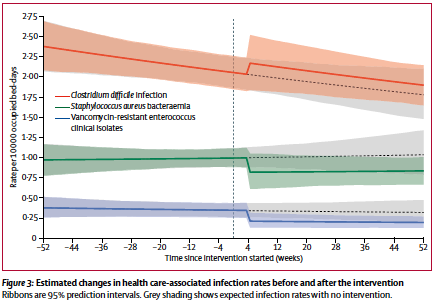 2·75
2·50
2·25
2·00
1·75
1·50
1·25
1·00
0·75
0·50
0·25
0
Rate per 10 000 occupied bed-days
Clostridium difficile infection
Staphylococcus aureus bacteraemia
Vancomycin-resistant enterococcus
clinical isolates
−52 −44 −36 −28 −20 −12 −4 4 12 20 28 36 44 52
Time since intervention started (weeks)
Figure 3: Estimated changes in health care-associated infection rates before and after the intervention
Ribbons are 95% prediction intervals. Grey shading shows expected infection rates with no intervention.